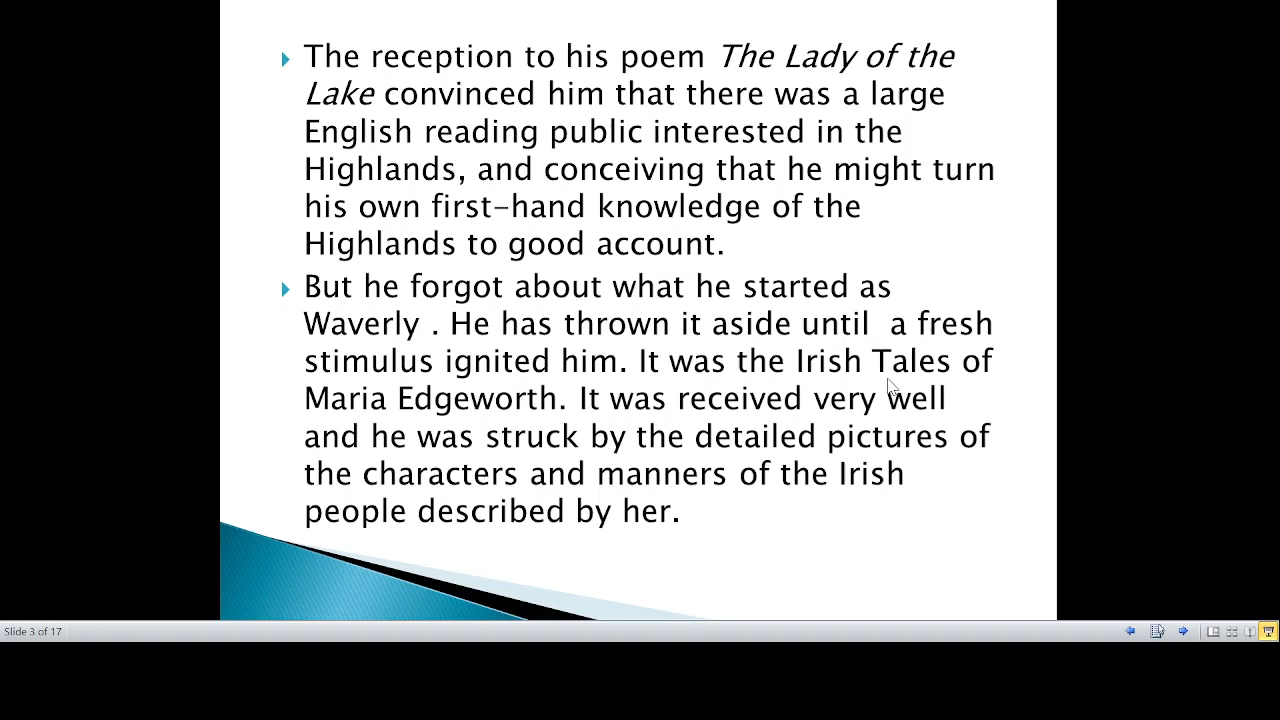 The reception to his poem The Lady of the
Lake convinced him that there was a large
English reading public interested in the
Highlands, and conceiving that he might turn
his own first-hand knowledge of the
Highlands to good account.
But he forgot about what he started as
Waverly . He has thrown it aside until  a fresh
stimulus ignited him. It was the Irish Tales of
Maria Edgeworth. It was received very well
and he was struck by the detailed pictures of
the characters and manners of the Irish
people described by her.
Slide 3 of 17